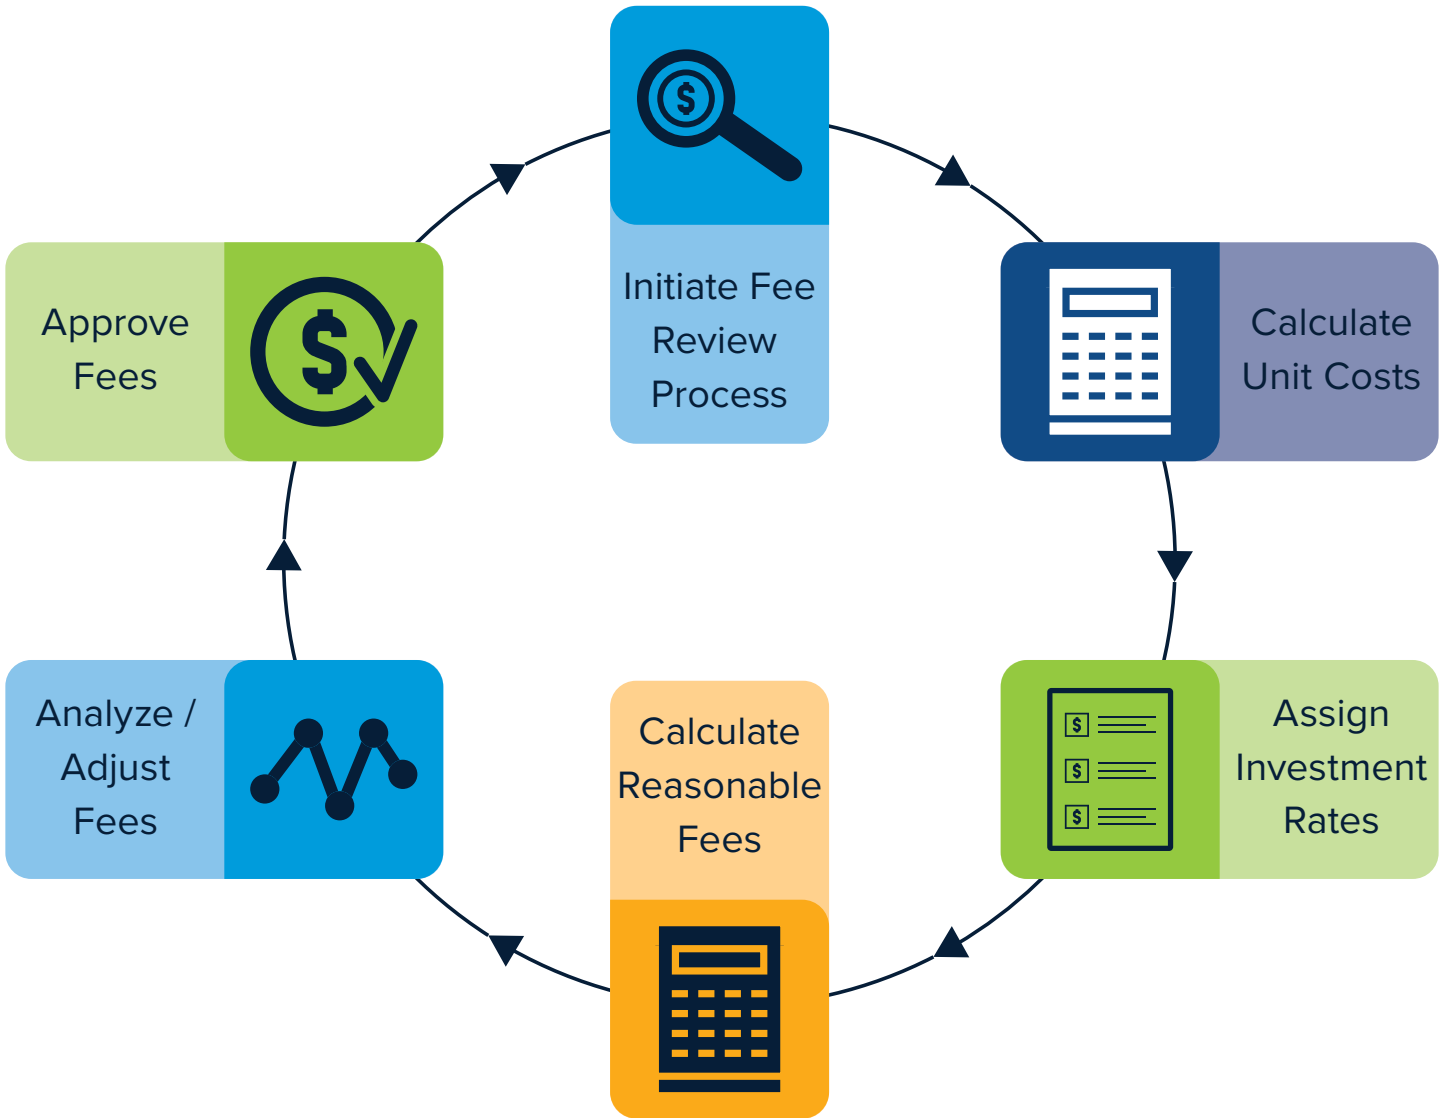 Initiate Fee
Review
Process
Calculate
Unit Costs
Assign
Investment
Rates
Calculate
Reasonable
Fees
Analyze /
Adjust
Fees
Approve
Fees
$
$
$
$
$